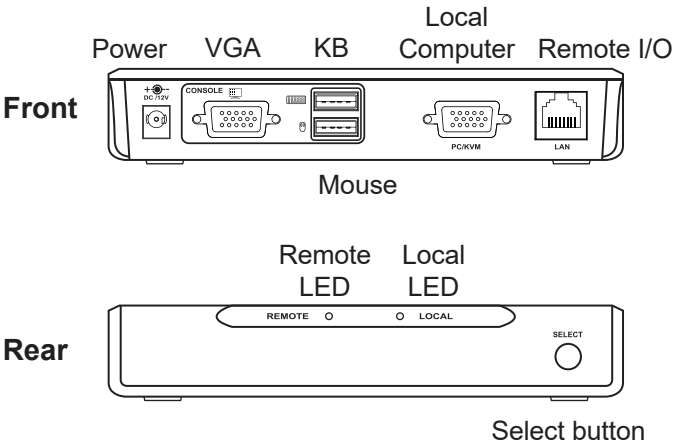 Local
Power VGA KB Computer Remote I/O
Front
DC /12V
CONSOLE
PC/KVM
LAN
Mouse
Remote Local
LED LED
Rear
REMOTE LOCAL
SELECT
Select button